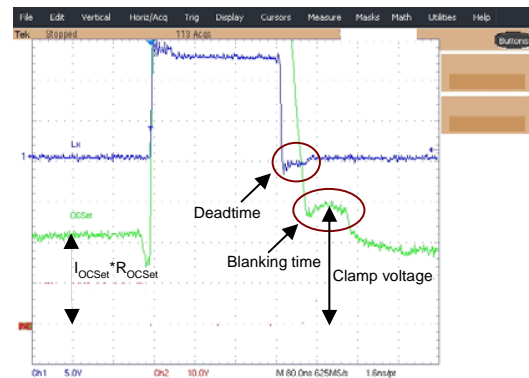 File Edit Vertical Horiz/Acq Trig Display Cursors Measure Masks Math Utilities Help
Tek Stopped 113 Acqs
Buttons
Lx
1
OCSet
Deadtime
Blanking time
Clamp voltage
IOCSet*ROCSet
Ch1 5.0V Ch2 10.0V M 80.0ns 625MS/s 1.6ns/pt